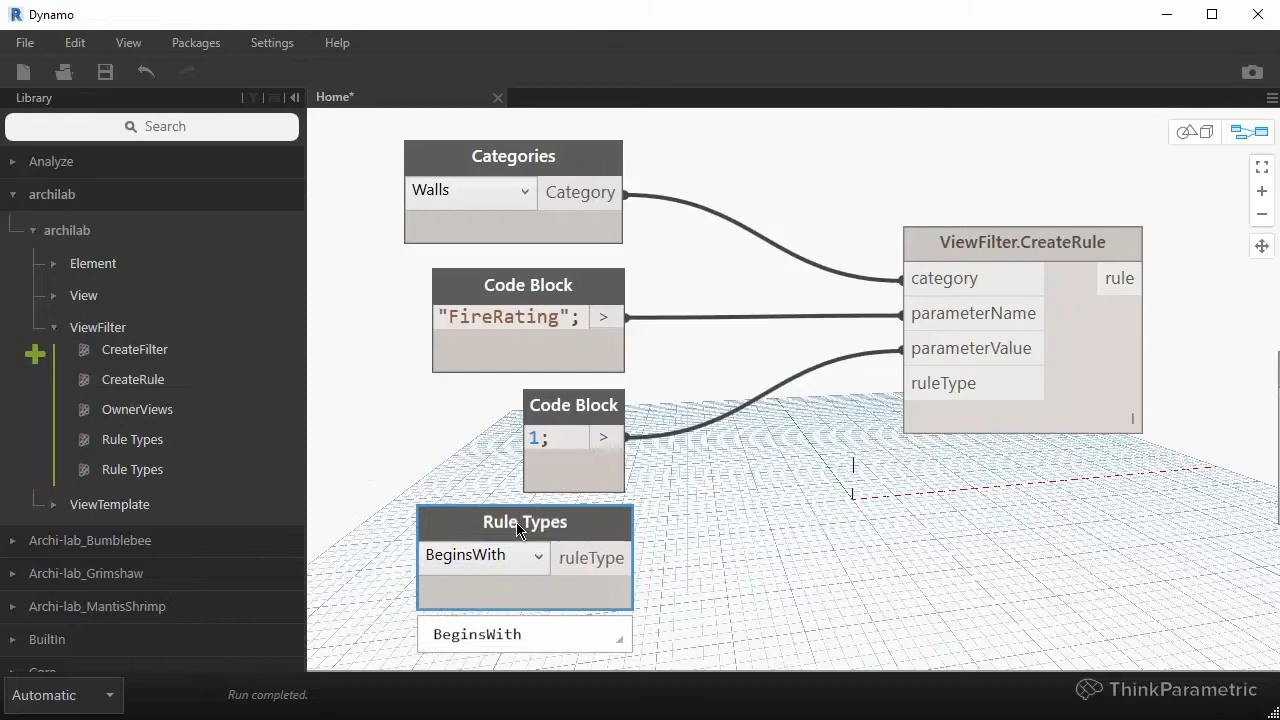 Dynamo
File Edit View Packages Settings Help
Library
Home*
Search
Analyze
archilab
archilab
Element
View
ViewFilter
CreateFilter
CreateRule
OwnerViews
Rule Types
Rule Types
ViewTemplate
Archi-lab_Bumblebee
Archi-lab_Grimshaw
Archi-lab_MantisShrimp
BuiltIn
Core
Categories
Walls Category
Code Block
"FireRating"; >
Code Block
1; >
Rule Types
BeginsWith ruleType
BeginsWith
ViewFilter.CreateRule
category rule
parameterName
parameterValue
ruleType
Automatic Run completed.
ThinkParametric